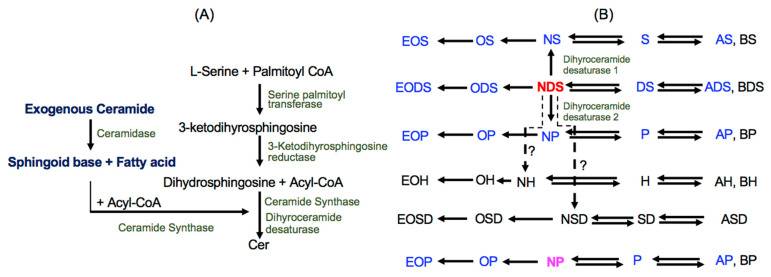 (A)
L-Serine + Palmitoyl CoA
Serine palmitoyl
transferase
Exogenous Ceramide
Ceramidase
3-ketodihyrosphingosine
3-Ketodihyrosphingosine
reductase
Sphingoid base + Fatty acid
Dihydrosphingosine + Acyl-CoA
+ Acyl-CoA
Ceramide Synthase
Ceramide Synthase
Dihyroceramide
desaturase
Cer
(B)
EOS OS NS S AS, BS
Dihyroceramide
desaturase 1
EODS ODS NDS DS ADS, BDS
Dihyroceramide
desaturase 2
EOP OP NP P AP, BP
? ?
EOH OH NH H AH, BH
EOSD OSD NSD SD ASD
EOP OP NP P AP, BP